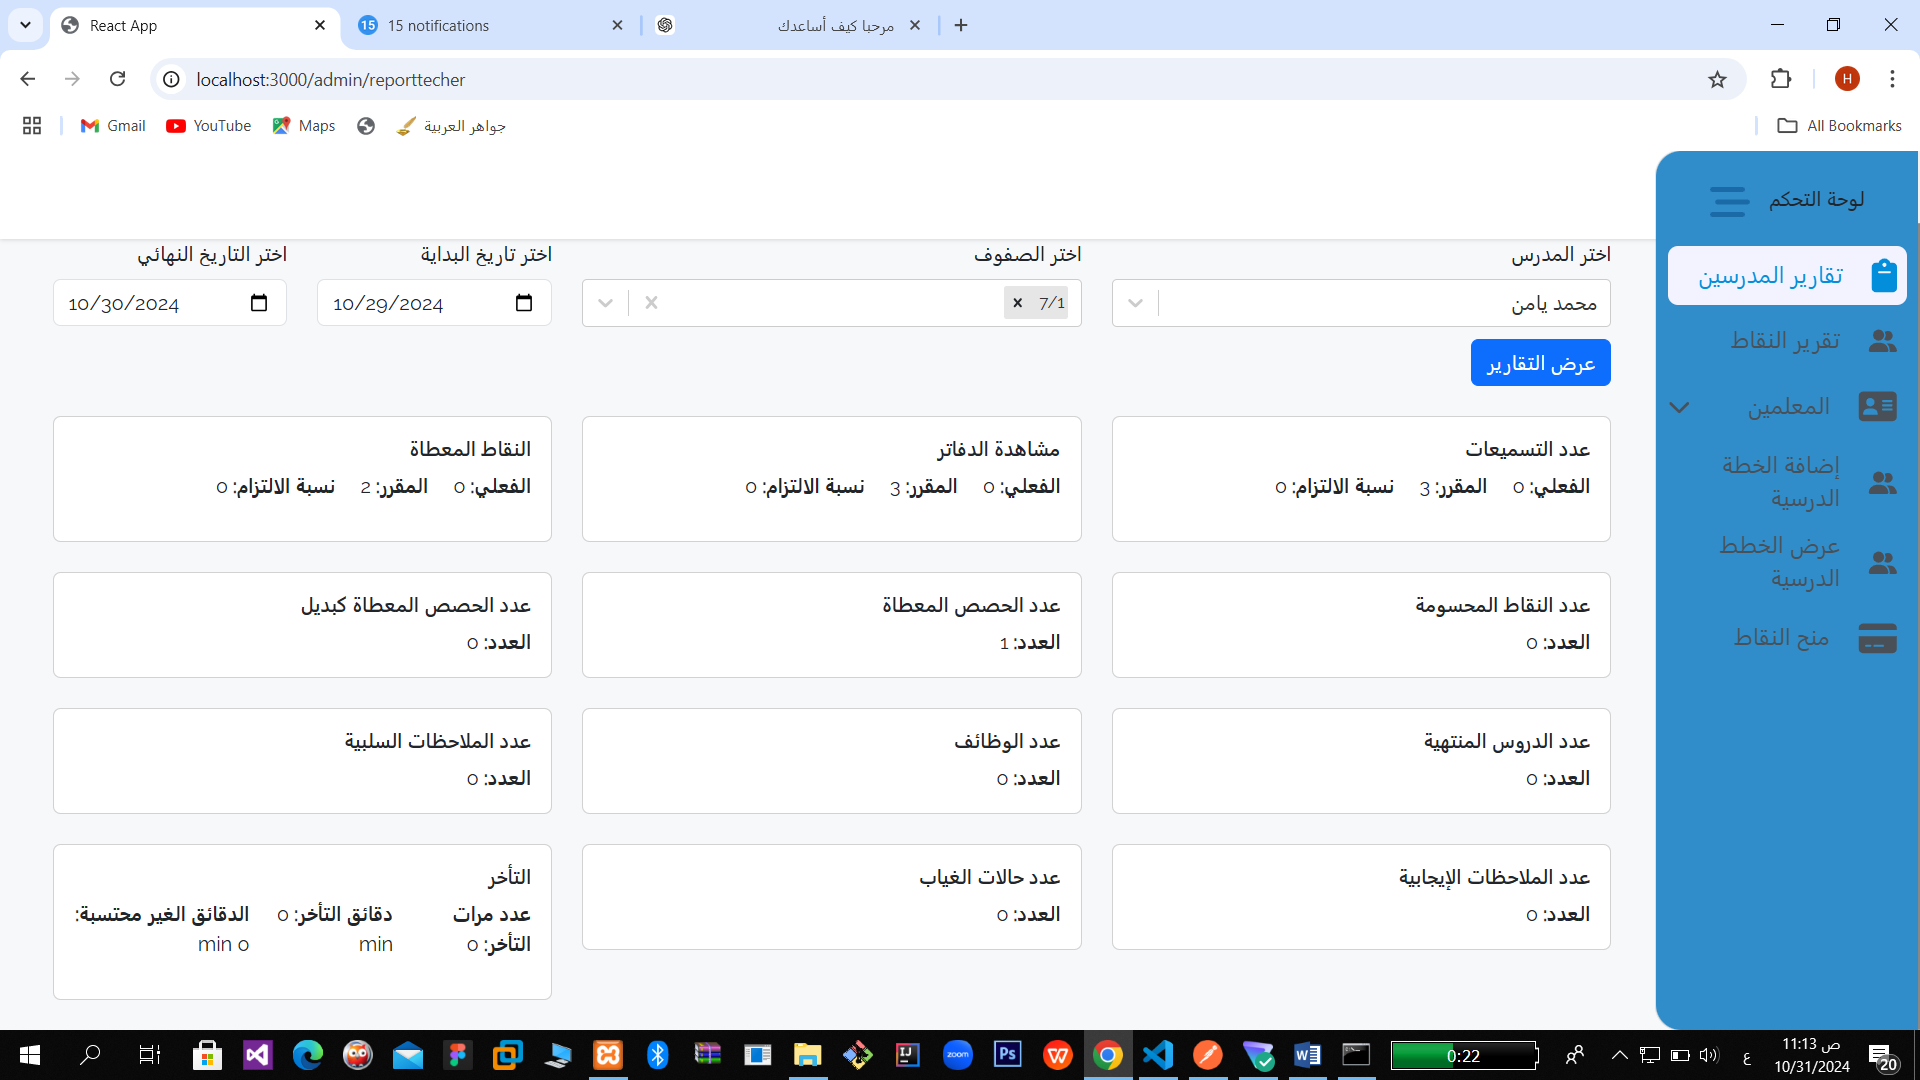 React App
15 notifications
مرحبا كيف أساعدك
localhost:3000/admin/reporttecher
Gmail
YouTube
Maps
جواهر العربية
All Bookmarks
لوحة التحكم
تقارير المدرسين
تقرير النقاط
المعلمين
إضافة الخطة
الدرسية
عرض الخطط
الدرسية
منح النقاط
اختر المدرس
اختر الصفوف
اختر تاريخ البداية
اختر التاريخ النهائي
محمد يامن
7/1
10/29/2024
10/30/2024
عرض التقارير
عدد التسميعات
الفعلي: 0 المقرر: 3 نسبة الالتزام: 0
مشاهدة الدفاتر
الفعلي: 0 المقرر: 3 نسبة الالتزام: 0
النقاط المعطاة
الفعلي: 0 المقرر: 2 نسبة الالتزام: 0
عدد النقاط المحسومة
العدد: 0
عدد الحصص المعطاة
العدد: 1
عدد الحصص المعطاة كبديل
العدد: 0
عدد الدروس المنتهية
العدد: 0
عدد الوظائف
العدد: 0
عدد الملاحظات السلبية
العدد: 0
عدد الملاحظات الإيجابية
العدد: 0
عدد حالات الغياب
العدد: 0
التأخر
عدد مرات
التأخر: 0
دقائق التأخر: 0
min
الدقائق الغير محتسبة:
0 min
15
H
zoom
Ps
0:22
ع
11:13 ص
10/31/2024
20